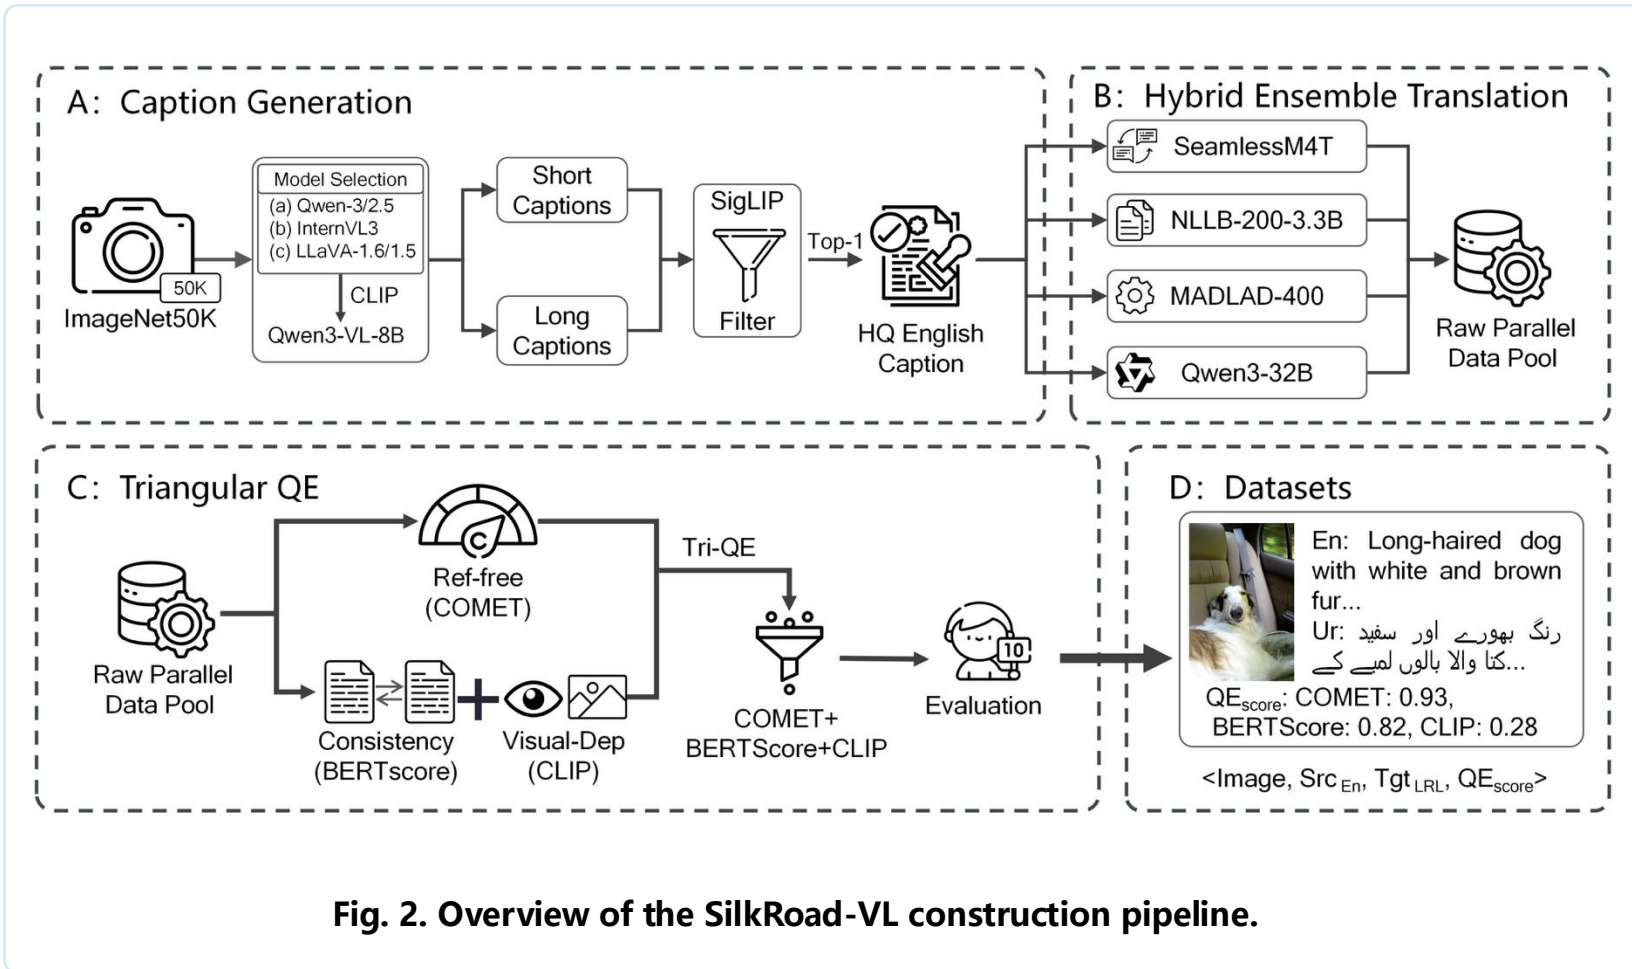 A: Caption Generation
ImageNet50K
50K
Model Selection
(a) Qwen-3/2.5
(b) InternVL3
(c) LLaVA-1.6/1.5
CLIP
Qwen3-VL-8B
Short
Captions
Long
Captions
SigLIP
Filter
Top-1
HQ English
Caption
B: Hybrid Ensemble Translation
SeamlessM4T
NLLB-200-3.3B
MADLAD-400
Qwen3-32B
Raw Parallel
Data Pool
C: Triangular QE
Raw Parallel
Data Pool
C
Ref-free
(COMET)
Consistency
(BERTscore)
Visual-Dep
(CLIP)
Tri-QE
COMET+
BERTScore+CLIP
10
Evaluation
D: Datasets
En: Long-haired dog
with white and brown
fur...
Ur: رنگ بھورے اور سفید
کتا والا بالوں لمبے کے...
QEscore: COMET: 0.93,
BERTScore: 0.82, CLIP: 0.28
<Image, Src En, Tgt LRL, QEscore>
Fig. 2. Overview of the SilkRoad-VL construction pipeline.